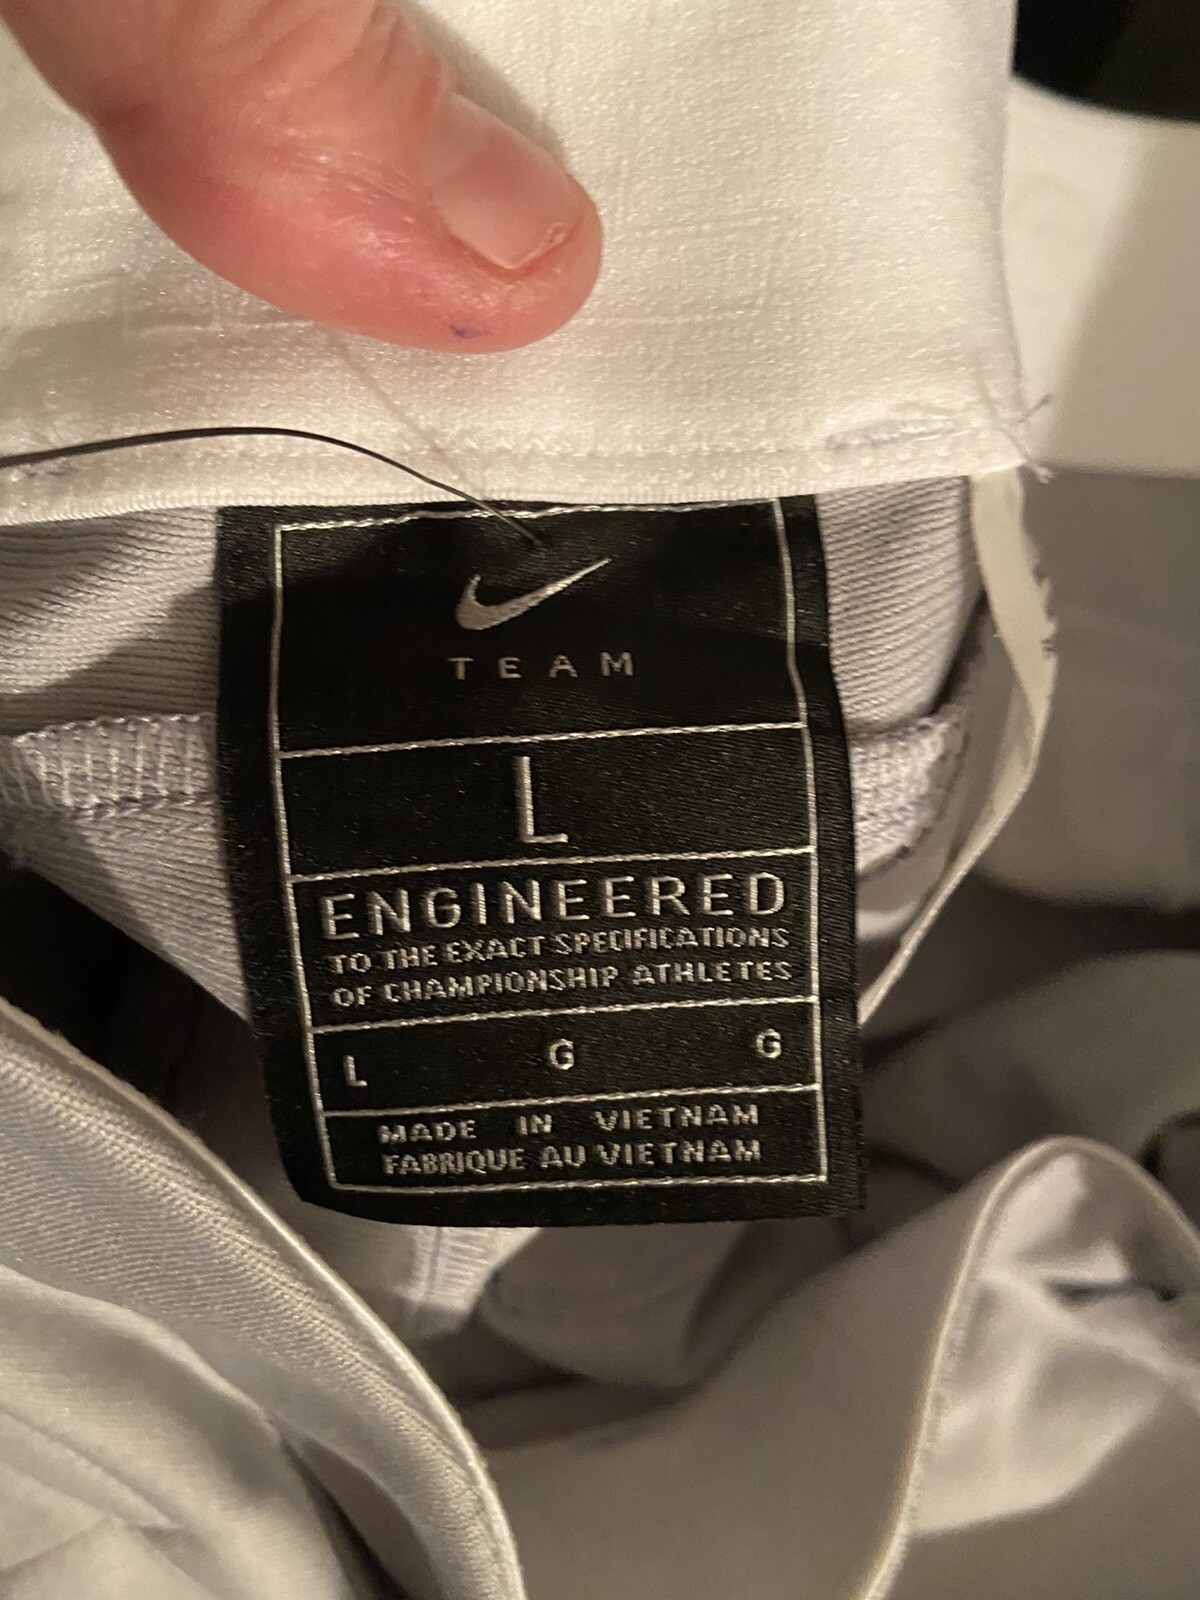 TEAM
L
ENGINEERED
TO THE EXACT SPECIFICATIONS
OF CHAMPIONSHIP ATHLETES
L G G
MADE IN VIETNAM
FABRIQUE AU VIETNAM